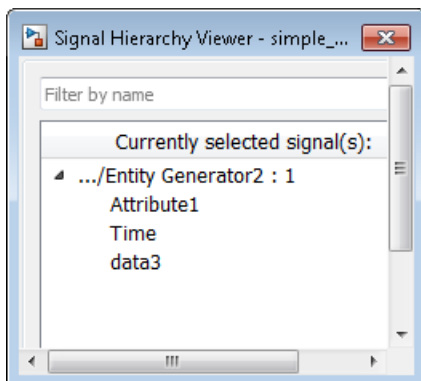 Signal Hierarchy Viewer - simple_...
Filter by name
Currently selected signal(s):
.../Entity Generator2 : 1
Attribute1
Time
data3